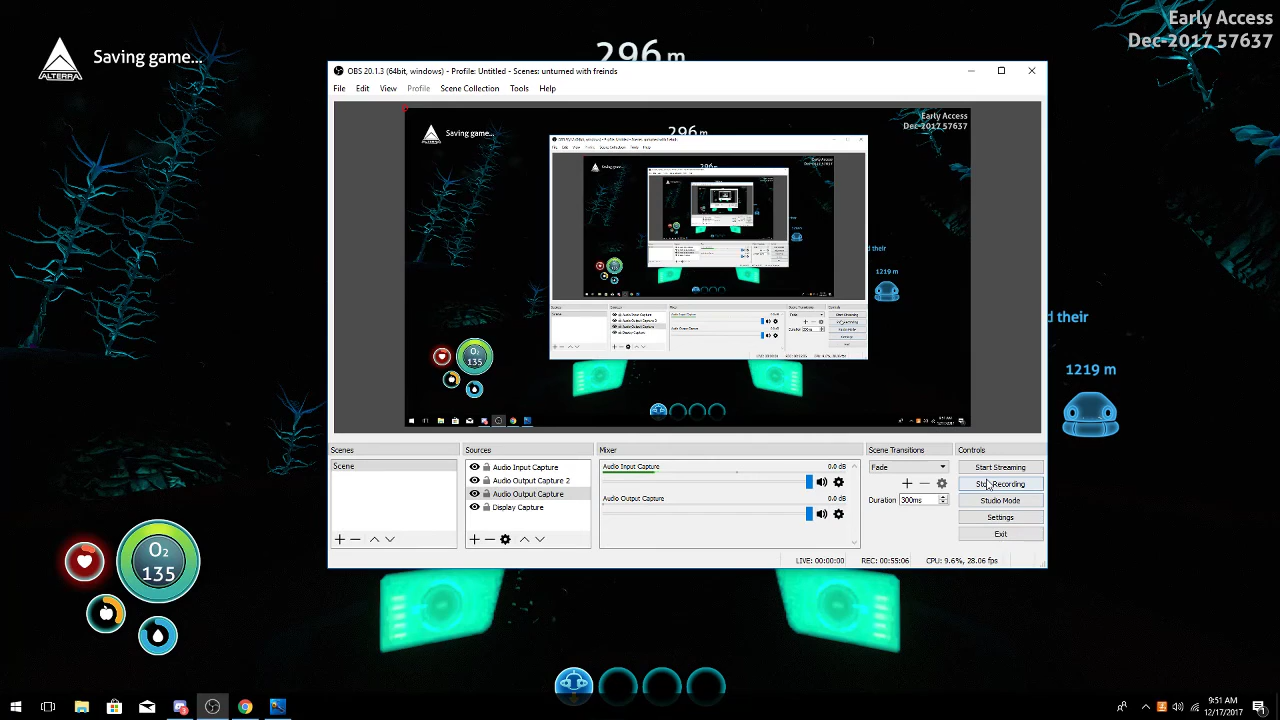 Early Access
Dec-2017 57637
ALTERRA
Saving game...
296 m
OBS 20.1.3 (64bit, windows) - Profile: Untitled - Scenes: unturned with freinds
File Edit View Profile Scene Collection Tools Help
Early Access
Dec-2017 57637
Saving game...
296 m
d their
1219 m
O₂
135
d their
1219 m
Scenes Sources Mixer Scene Transitions Controls
Scene
Audio Input Capture
Audio Output Capture 2
Audio Output Capture
Display Capture
Audio Input Capture 0.0 dB
Audio Output Capture 0.0 dB
Fade
Duration 300ms
Start Streaming
Stop Recording
Studio Mode
Settings
Exit
LIVE: 00:00:00 REC: 00:55:06 CPU: 9.6%, 28.06 fps
O₂
135
9:51 AM
12/17/2017